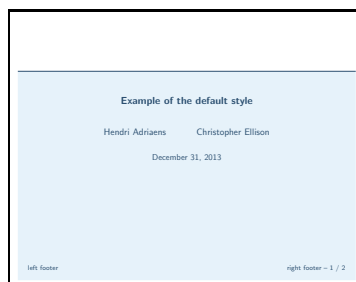 Example of the default style
Hendri Adriaens Christopher Ellison
December 31, 2013
left footer right footer – 1 / 2